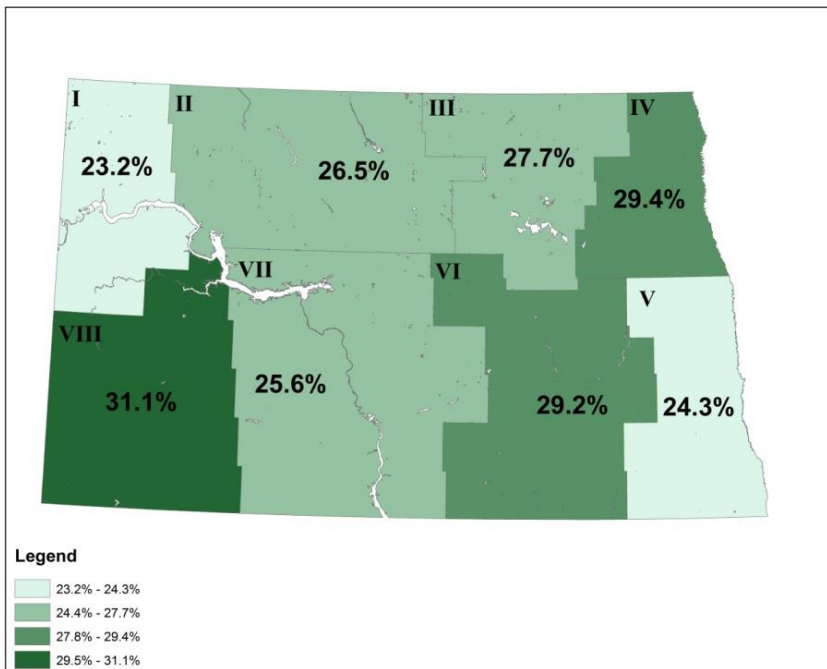 I
II
III
IV
23.2%
26.5%
27.7%
29.4%
VII
VI
V
VIII
31.1%
25.6%
29.2%
24.3%
Legend
23.2% - 24.3%
24.4% - 27.7%
27.8% - 29.4%
29.5% - 31.1%